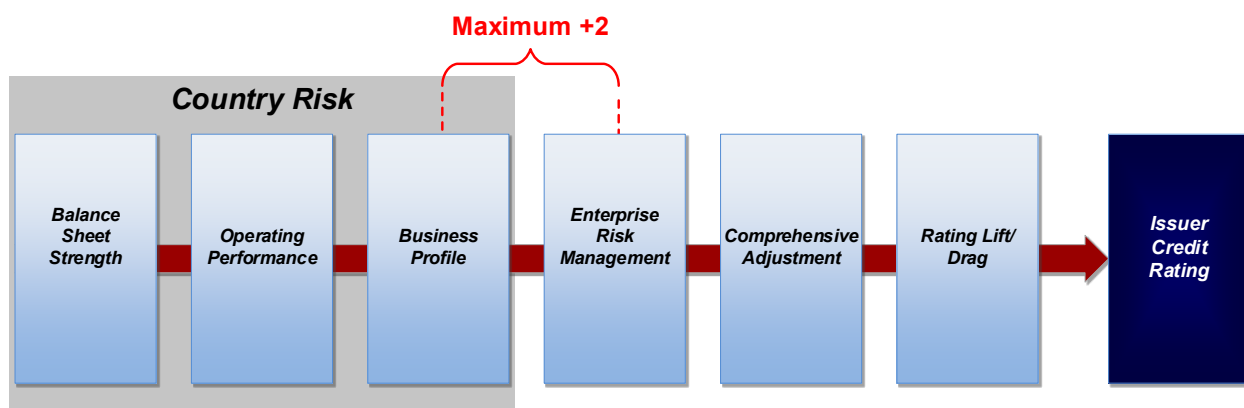 Maximum +2
Country Risk
Balance
Sheet
Strength
Operating
Performance
Business
Profile
Enterprise
Risk
Management
Comprehensive
Adjustment
Rating Lift/
Drag
Issuer
Credit
Rating